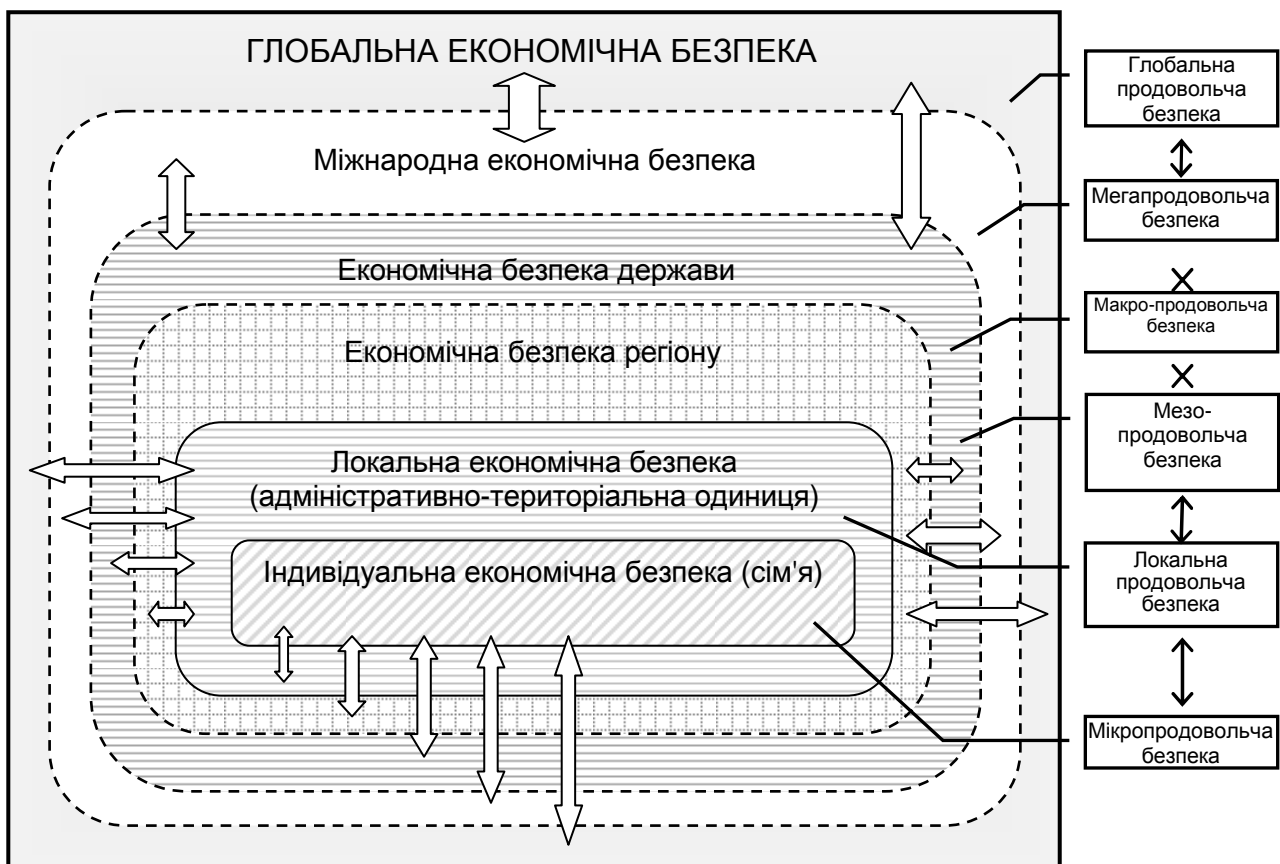 ГЛОБАЛЬНА ЕКОНОМІЧНА БЕЗПЕКА
Міжнародна економічна безпека
Економічна безпека держави
Економічна безпека регіону
Локальна економічна безпека
(адміністративно-територіальна одиниця)
Індивідуальна економічна безпека (сім'я)
Глобальна
продовольча
безпека
Мегапродовольча
безпека
Макро-продовольча
безпека
Мезо-
продовольча
безпека
Локальна
продовольча
безпека
Мікропродовольча
безпека